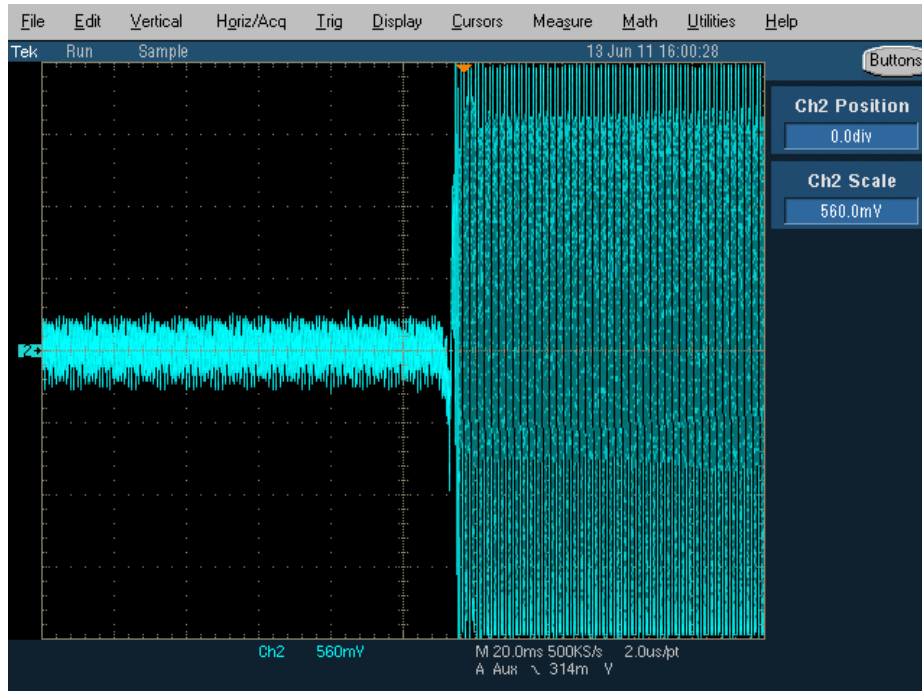 File Edit Vertical Horiz/Acq Trig Display Cursors Measure Math Utilities Help
Tek Run Sample 13 Jun 11 16:00:28
Buttons
Ch2 Position
0.0div
Ch2 Scale
560.0mV
2
Ch2 560mV M 20.0ms 500KS/s 2.0us/pt
A Aux 314m V